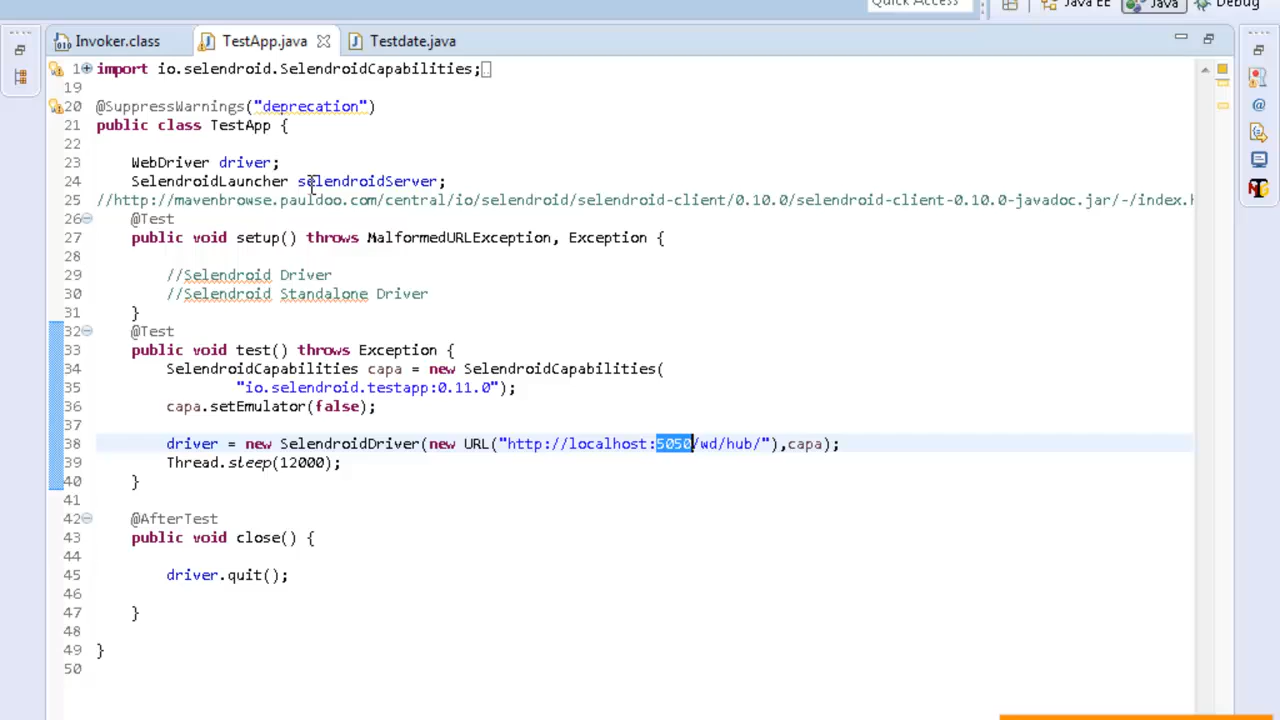 Quick Access
Java EE
Java
Debug
Invoker.class
TestApp.java
Testdate.java
1 import io.selendroid.SelendroidCapabilities;
19
20 @SuppressWarnings("deprecation")
21 public class TestApp {
22
23 WebDriver driver;
24 SelendroidLauncher selendroidServer;
25 //http://mavenbrowse.pauldoo.com/central/io/selendroid/selendroid-client/0.10.0/selendroid-client-0.10.0-javadoc.jar/-/index.h
26 @Test
27 public void setup() throws MalformedURLException, Exception {
28
29 //Selendroid Driver
30 //Selendroid Standalone Driver
31 }
32 @Test
33 public void test() throws Exception {
34 SelendroidCapabilities capa = new SelendroidCapabilities(
35 "io.selendroid.testapp:0.11.0");
36 capa.setEmulator(false);
37
38 driver = new SelendroidDriver(new URL("http://localhost:5050/wd/hub/"),capa);
39 Thread.sleep(12000);
40 }
41
42 @AfterTest
43 public void close() {
44
45 driver.quit();
46
47 }
48
49 }
50